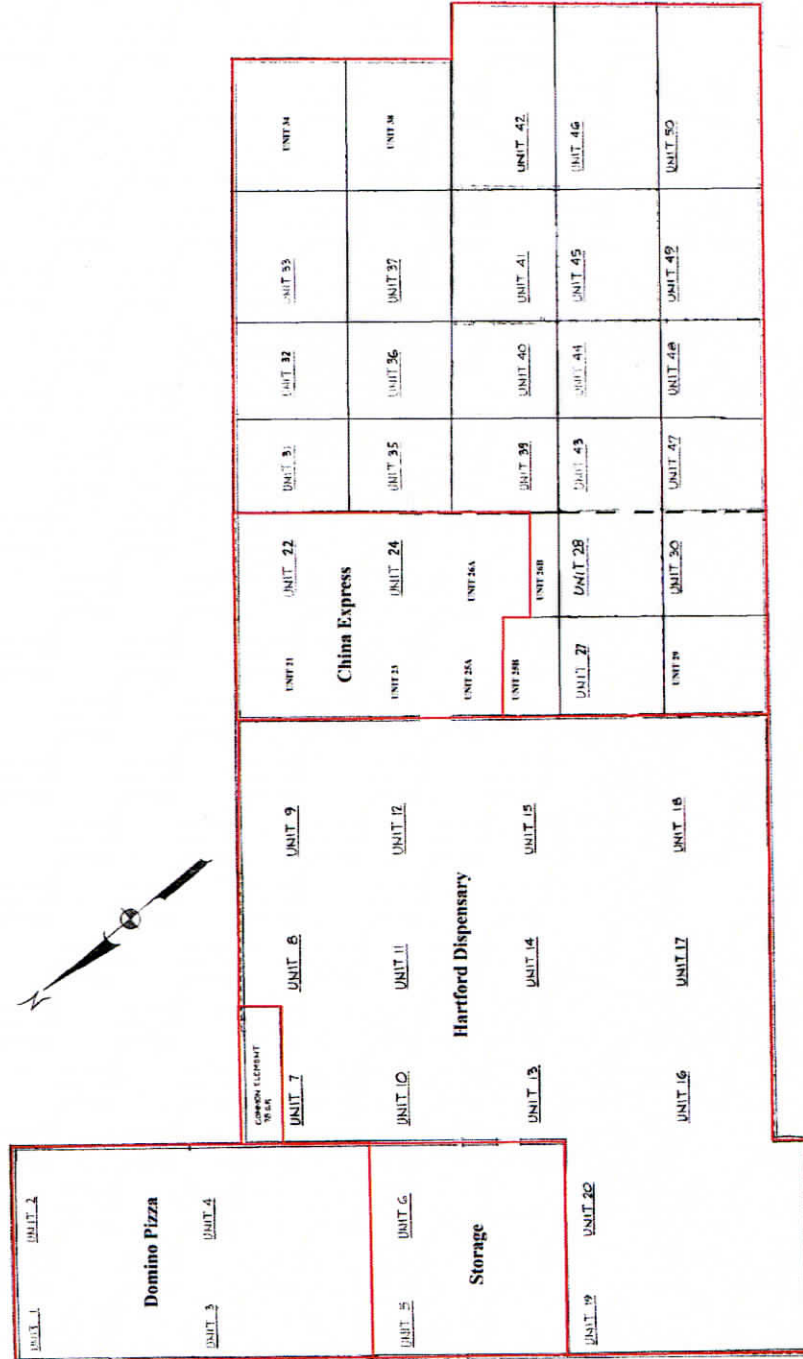 UNIT 1
UNIT 2
N
Domino Pizza
UNIT 3
UNIT 4
COMMON ELEMENT
78 S.F.
UNIT 7
UNIT 8
UNIT 9
UNIT 21
UNIT 22
UNIT 31
UNIT 32
UNIT 33
UNIT 34
China Express
UNIT 5
UNIT 6
UNIT 10
UNIT 11
UNIT 12
UNIT 23
UNIT 24
UNIT 35
UNIT 36
UNIT 37
UNIT 38
Storage
Hartford Dispensary
UNIT 25A
UNIT 26A
UNIT 13
UNIT 14
UNIT 15
UNIT 25B
UNIT 26B
UNIT 39
UNIT 40
UNIT 41
UNIT 42
UNIT 19
UNIT 20
UNIT 27
UNIT 28
UNIT 43
UNIT 44
UNIT 45
UNIT 46
UNIT 16
UNIT 17
UNIT 18
UNIT 29
UNIT 30
UNIT 47
UNIT 48
UNIT 49
UNIT 50